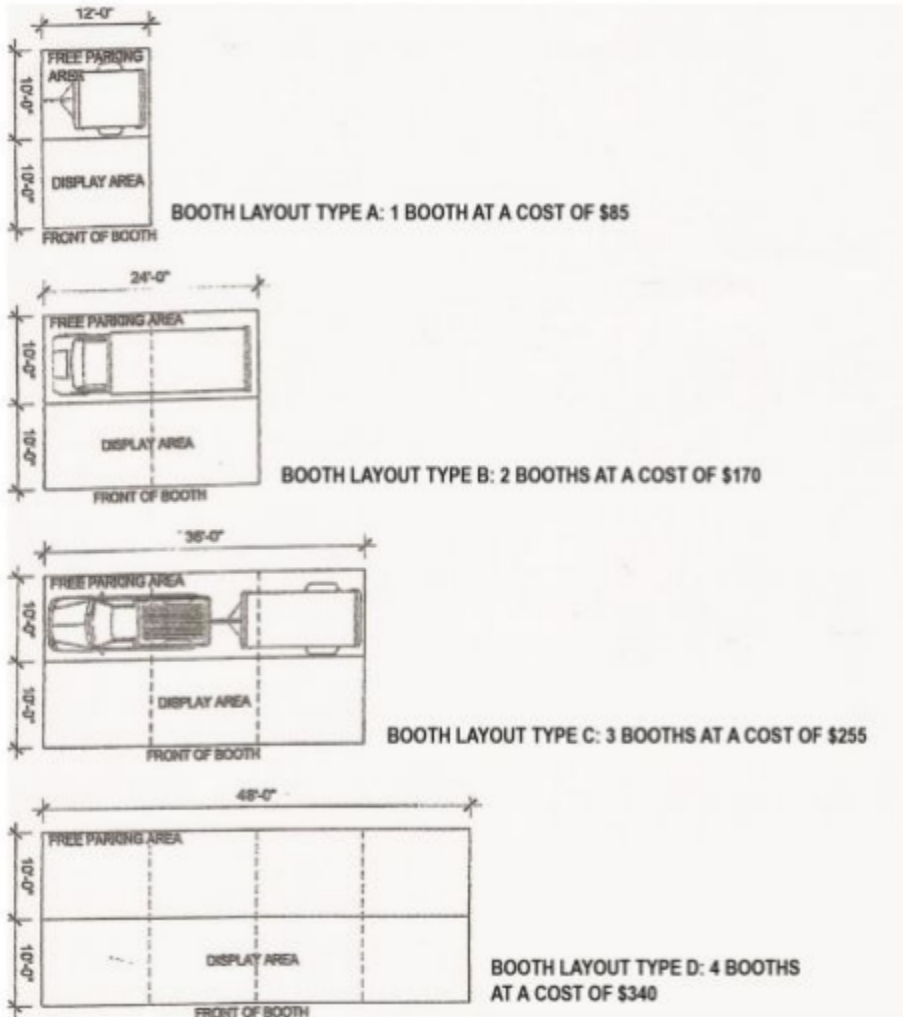 12'-0"
FREE PARKING
AREA
10'-0"
10'-0"
DISPLAY AREA
BOOTH LAYOUT TYPE A: 1 BOOTH AT A COST OF $85
FRONT OF BOOTH
24'-0"
FREE PARKING AREA
10'-0"
10'-0"
DISPLAY AREA
BOOTH LAYOUT TYPE B: 2 BOOTHS AT A COST OF $170
FRONT OF BOOTH
36'-0"
FREE PARKING AREA
10'-0"
10'-0"
DISPLAY AREA
BOOTH LAYOUT TYPE C: 3 BOOTHS AT A COST OF $255
FRONT OF BOOTH
48'-0"
FREE PARKING AREA
10'-0"
10'-0"
DISPLAY AREA
BOOTH LAYOUT TYPE D: 4 BOOTHS
AT A COST OF $340
FRONT OF BOOTH